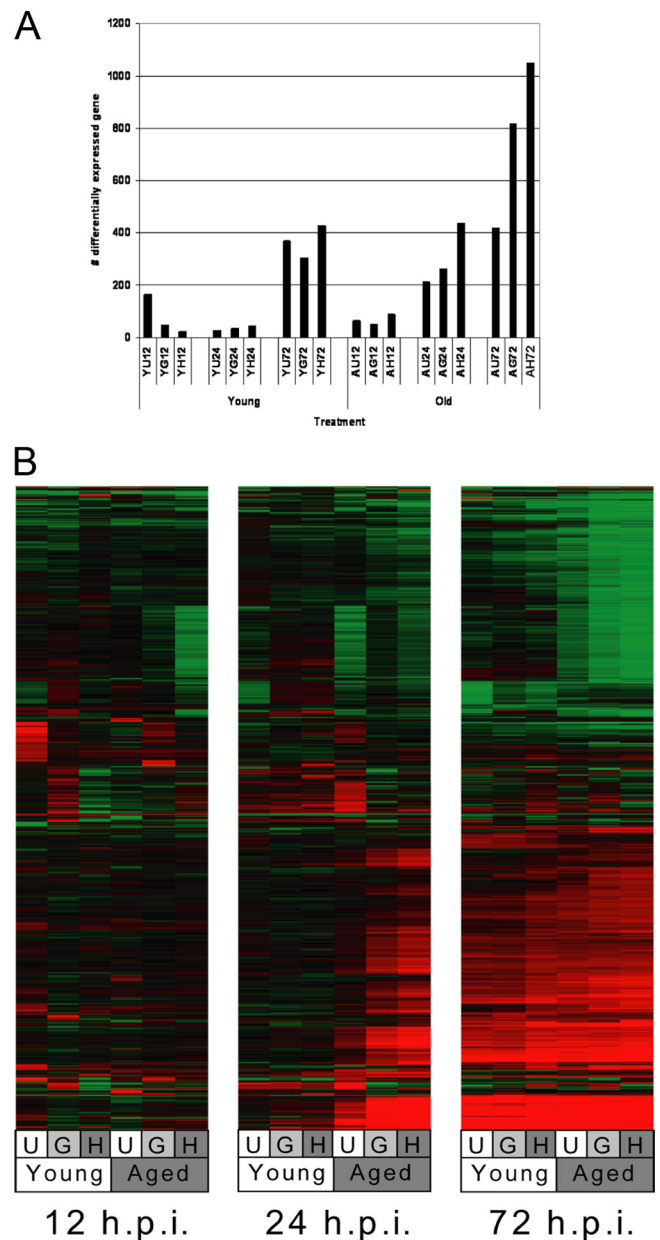 A
1200
1000
800
600
400
200
0
# differentially expressed gene
YU12 YG12 YH12 YU24 YG24 YH24 YU72 YG72 YH72 AU12 AG12 AH12 AU24 AG24 AH24 AU72 AG72 AH72
Young Old
Treatment
B
U G H U G H U G H U G H U G H U G H
Young Aged Young Aged Young Aged
12 h.p.i. 24 h.p.i. 72 h.p.i.